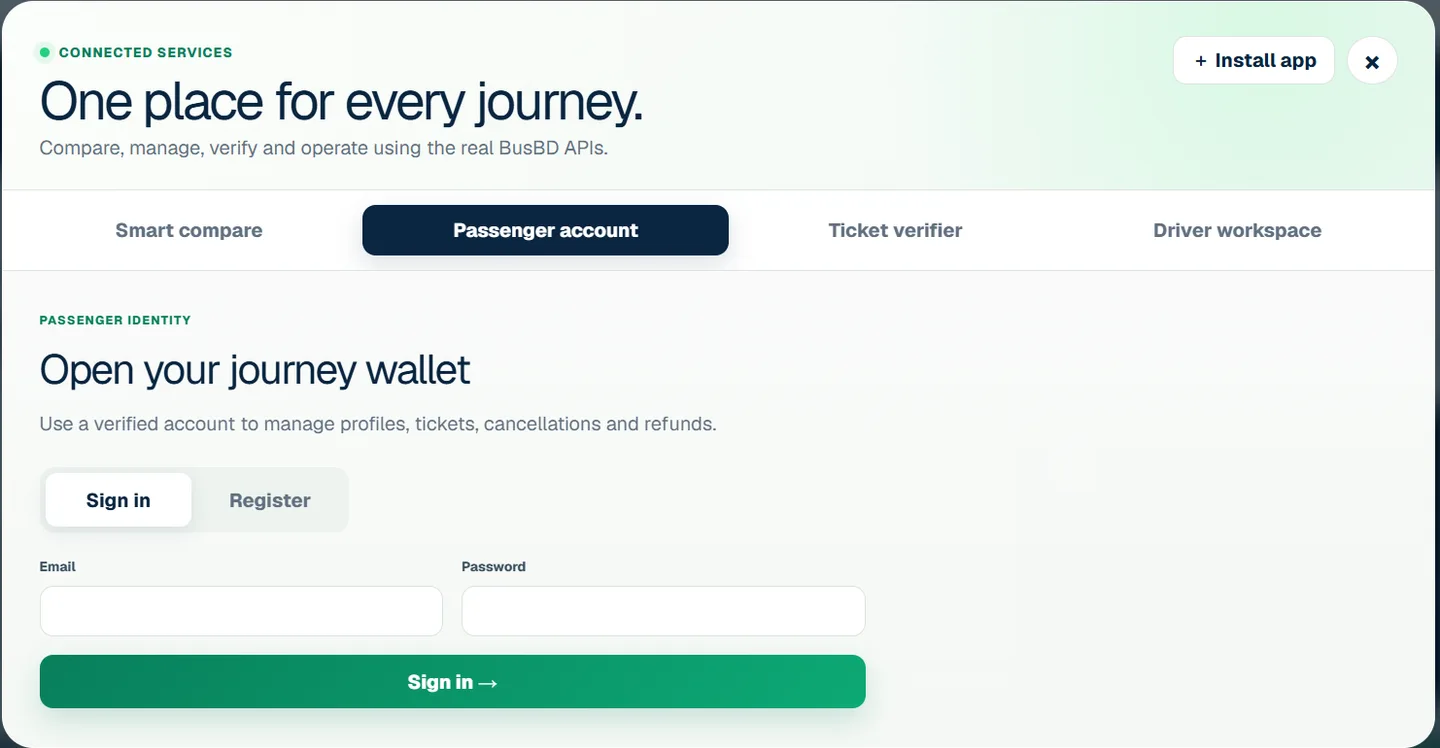 CONNECTED SERVICES
One place for every journey.
Compare, manage, verify and operate using the real BusBD APIs.
+ Install app
×
Smart compare
Passenger account
Ticket verifier
Driver workspace
PASSENGER IDENTITY
Open your journey wallet
Use a verified account to manage profiles, tickets, cancellations and refunds.
Sign in
Register
Email
Password
Sign in →